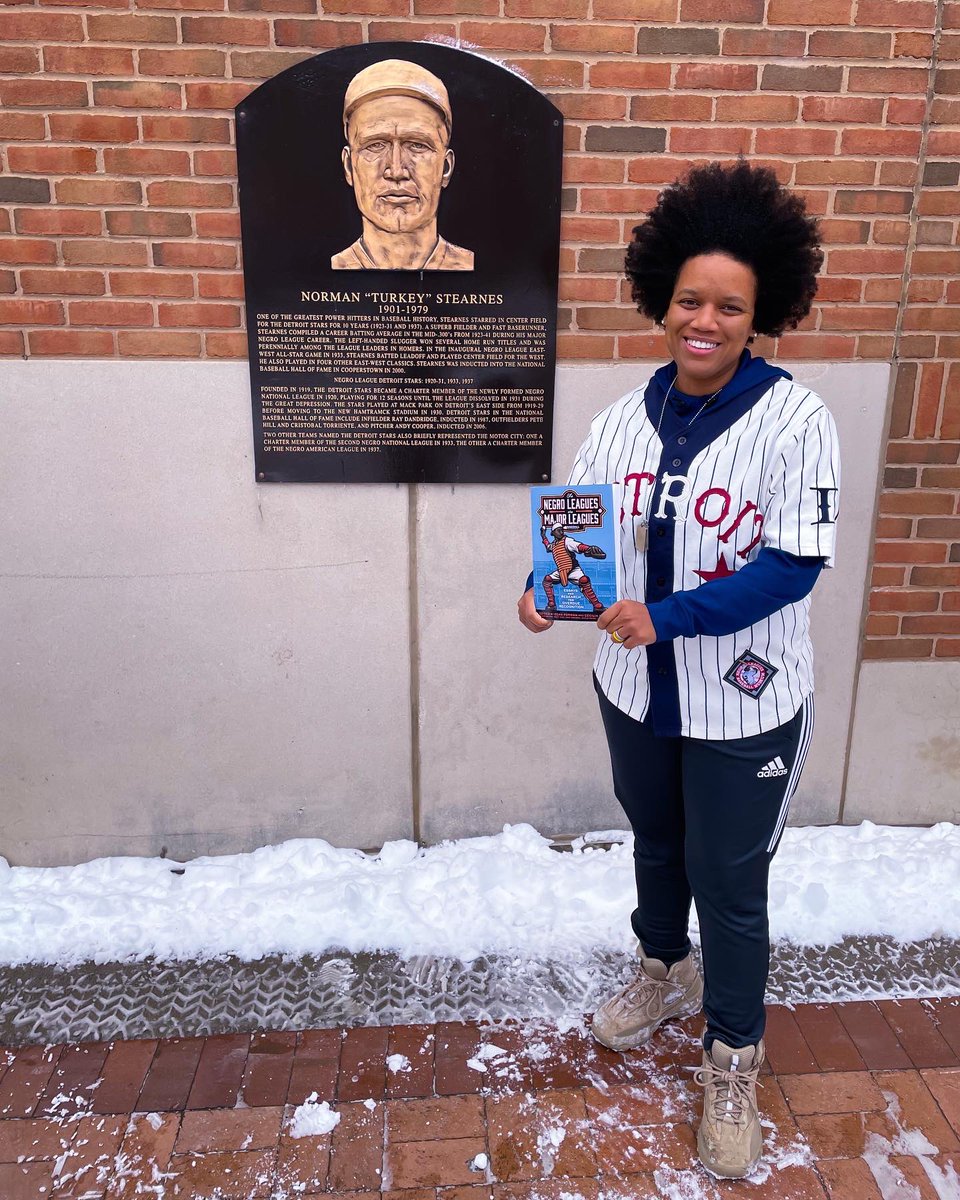 NORMAN "TURKEY" STEARNES
1901-1979
ONE OF THE GREATEST POWER HITTERS IN BASEBALL HISTORY, STEARNES STARRED IN CENTER FIELD
FOR THE DETROIT STARS FOR 10 YEARS (1923-31 AND 1937). A SUPERB FIELDER AND FAST BASERUNNER,
STEARNES COMPILED A CAREER BATTING AVERAGE IN THE MID-.300'S FROM 1923-41 DURING HIS MAJOR
NEGRO LEAGUE CAREER. THE LEFT-HANDED SLUGGER WON SEVERAL HOME RUN TITLES AND WAS
PERENNIALLY AMONG THE LEAGUE LEADERS IN HOMERS. IN THE INAUGURAL NEGRO LEAGUE EAST-
WEST ALL-STAR GAME IN 1933, STEARNES BATTED LEADOFF AND PLAYED CENTER FIELD FOR THE WEST.
HE ALSO PLAYED IN FOUR OTHER EAST-WEST CLASSICS. STEARNES WAS INDUCTED INTO THE NATIONAL
BASEBALL HALL OF FAME IN COOPERSTOWN IN 2000.
NEGRO LEAGUE DETROIT STARS: 1920-31, 1933, 1937
FOUNDED IN 1919, THE DETROIT STARS BECAME A CHARTER MEMBER OF THE NEWLY FORMED NEGRO
NATIONAL LEAGUE IN 1920, PLAYING FOR 12 SEASONS UNTIL THE LEAGUE DISSOLVED IN 1931 DURING
THE GREAT DEPRESSION. THE STARS PLAYED AT MACK PARK ON DETROIT'S EAST SIDE FROM 1919-29
BEFORE MOVING TO THE NEW HAMTRAMCK STADIUM IN 1930. DETROIT STARS IN THE NATIONAL
BASEBALL HALL OF FAME INCLUDE INFIELDER RAY DANDRIDGE, INDUCTED IN 1987, OUTFIELDERS PETE
HILL AND CRISTOBAL TORRIENTE, AND PITCHER ANDY COOPER, INDUCTED IN 2006.
TWO OTHER TEAMS NAMED THE DETROIT STARS ALSO BRIEFLY REPRESENTED THE MOTOR CITY; ONE A
CHARTER MEMBER OF THE SECOND NEGRO NATIONAL LEAGUE IN 1933, THE OTHER A CHARTER MEMBER
OF THE NEGRO AMERICAN LEAGUE IN 1937.
The
NEGRO LEAGUES
MAJOR LEAGUES
ESSAYS
AND
RESEARCH
FOR
OVERDUE
RECOGNITION
TROIT
adidas